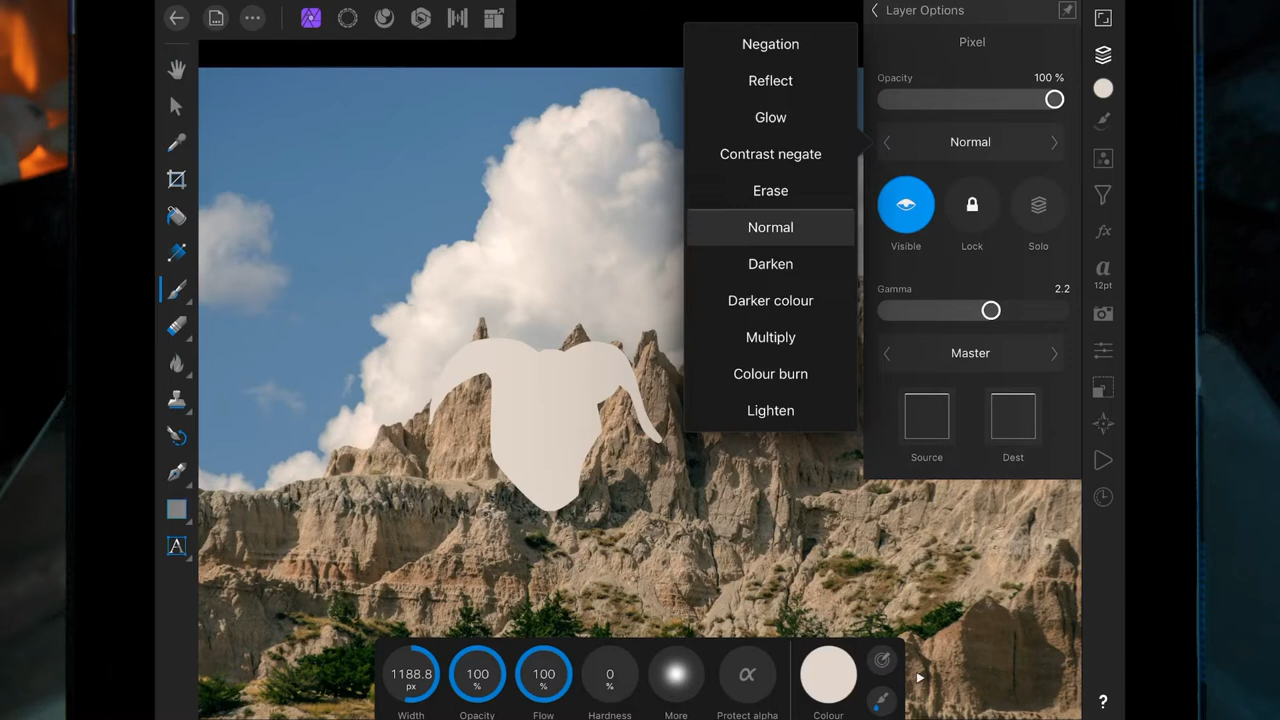 Layer Options
Pixel
Opacity
100 %
Normal
Visible
Lock
Solo
Gamma
2.2
Master
Source
Dest
Negation
Reflect
Glow
Contrast negate
Erase
Normal
Darken
Darker colour
Multiply
Colour burn
Lighten
a
12pt
A
1188.8
px
Width
100
%
Opacity
100
%
Flow
0
%
Hardness
More
α
Protect alpha
Colour
?